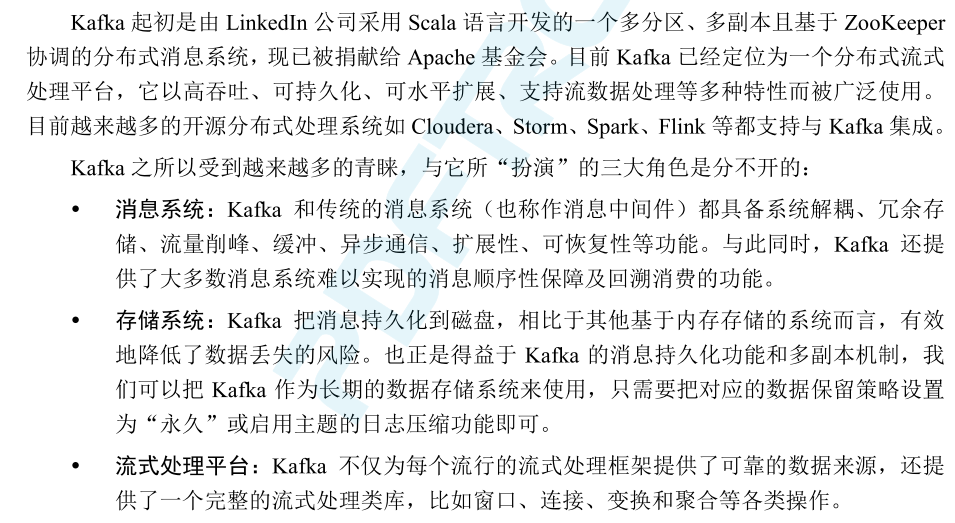 Kafka 起初是由 LinkedIn 公司采用 Scala 语言开发的一个多分区、多副本且基于 ZooKeeper
协调的分布式消息系统，现已被捐献给 Apache 基金会。目前 Kafka 已经定位为一个分布式流式
处理平台，它以高吞吐、可持久化、可水平扩展、支持流数据处理等多种特性而被广泛使用。
目前越来越多的开源分布式处理系统如 Cloudera、Storm、Spark、Flink 等都支持与 Kafka 集成。
Kafka 之所以受到越来越多的青睐，与它所“扮演”的三大角色是分不开的：
• 消息系统：Kafka 和传统的消息系统（也称作消息中间件）都具备系统解耦、冗余存
储、流量削峰、缓冲、异步通信、扩展性、可恢复性等功能。与此同时，Kafka 还提
供了大多数消息系统难以实现的消息顺序性保障及回溯消费的功能。
• 存储系统：Kafka 把消息持久化到磁盘，相比于其他基于内存存储的系统而言，有效
地降低了数据丢失的风险。也正是得益于 Kafka 的消息持久化功能和多副本机制，我
们可以把 Kafka 作为长期的数据存储系统来使用，只需要把对应的数据保留策略设置
为“永久”或启用主题的日志压缩功能即可。
• 流式处理平台：Kafka 不仅为每个流行的流式处理框架提供了可靠的数据来源，还提
供了一个完整的流式处理类库，比如窗口、连接、变换和聚合等各类操作。
PDFTRO